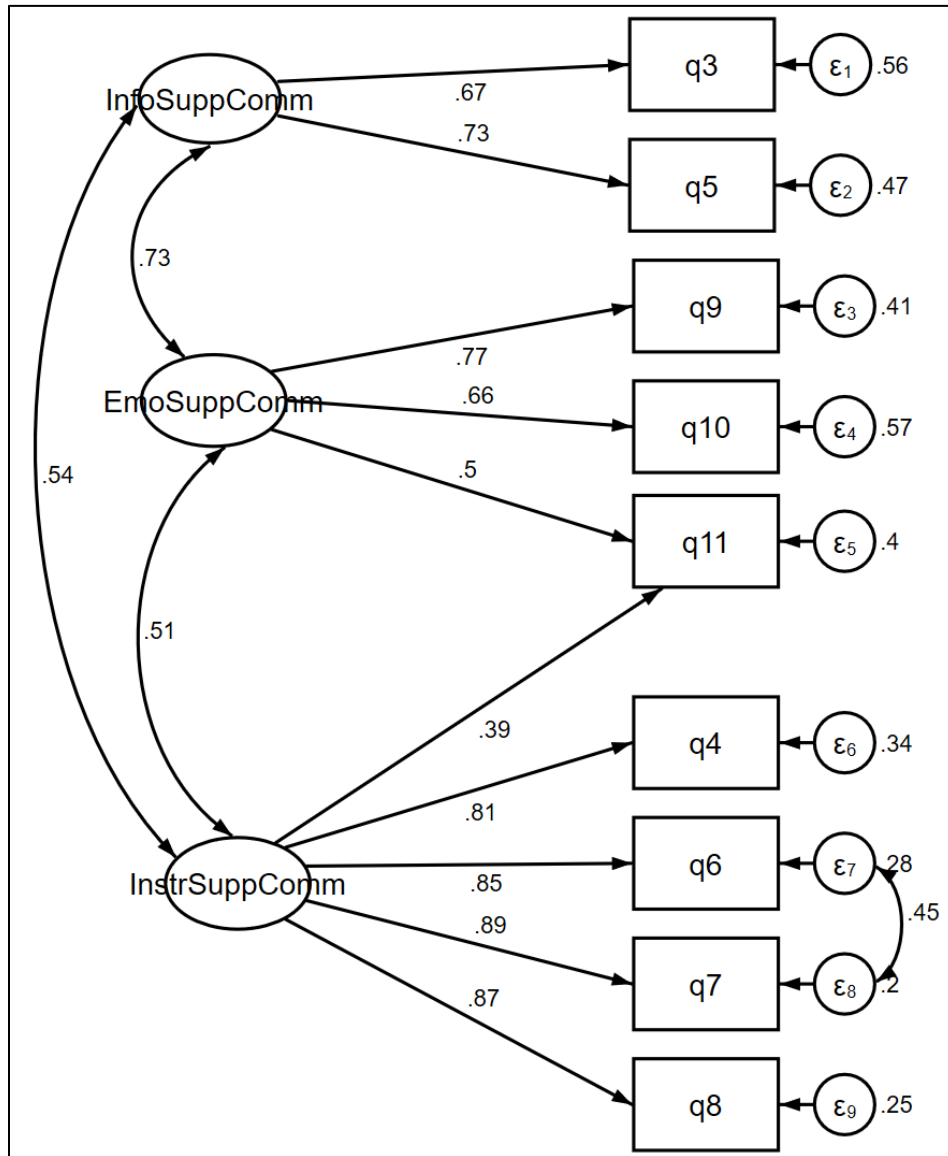 InfoSuppComm
.67
q3
ε1
.56
.73
q5
ε2
.47
.73
EmoSuppComm
.77
q9
ε3
.41
.66
q10
ε4
.57
.5
q11
ε5
.4
.54
.51
.39
InstrSuppComm
.81
q4
ε6
.34
.85
q6
ε7
.28
.45
.89
q7
ε8
.2
.87
q8
ε9
.25